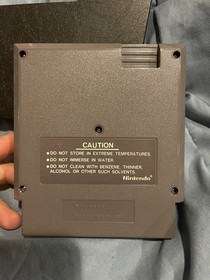 CAUTION
•DO NOT STORE IN EXTREME TEMPERATURES.
•DO NOT IMMERSE IN WATER.
•DO NOT CLEAN WITH BENZENE, THINNER,
ALCOHOL OR OTHER SUCH SOLVENTS.
Nintendo®